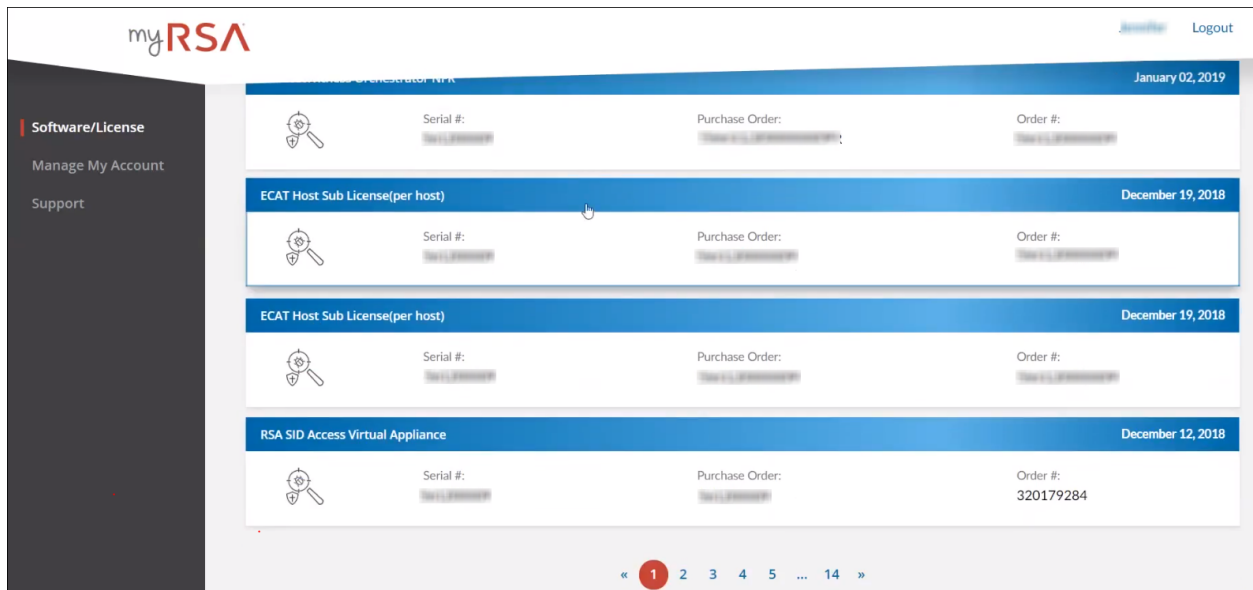 myRSA
Logout
January 02, 2019
Software/License
Manage My Account
Support
Serial #:
Purchase Order:
Order #:
ECAT Host Sub License(per host)
December 19, 2018
Serial #:
Purchase Order:
Order #:
ECAT Host Sub License(per host)
December 19, 2018
Serial #:
Purchase Order:
Order #:
RSA SID Access Virtual Appliance
December 12, 2018
Serial #:
Purchase Order:
Order #:
320179284
« 1 2 3 4 5 ... 14 »